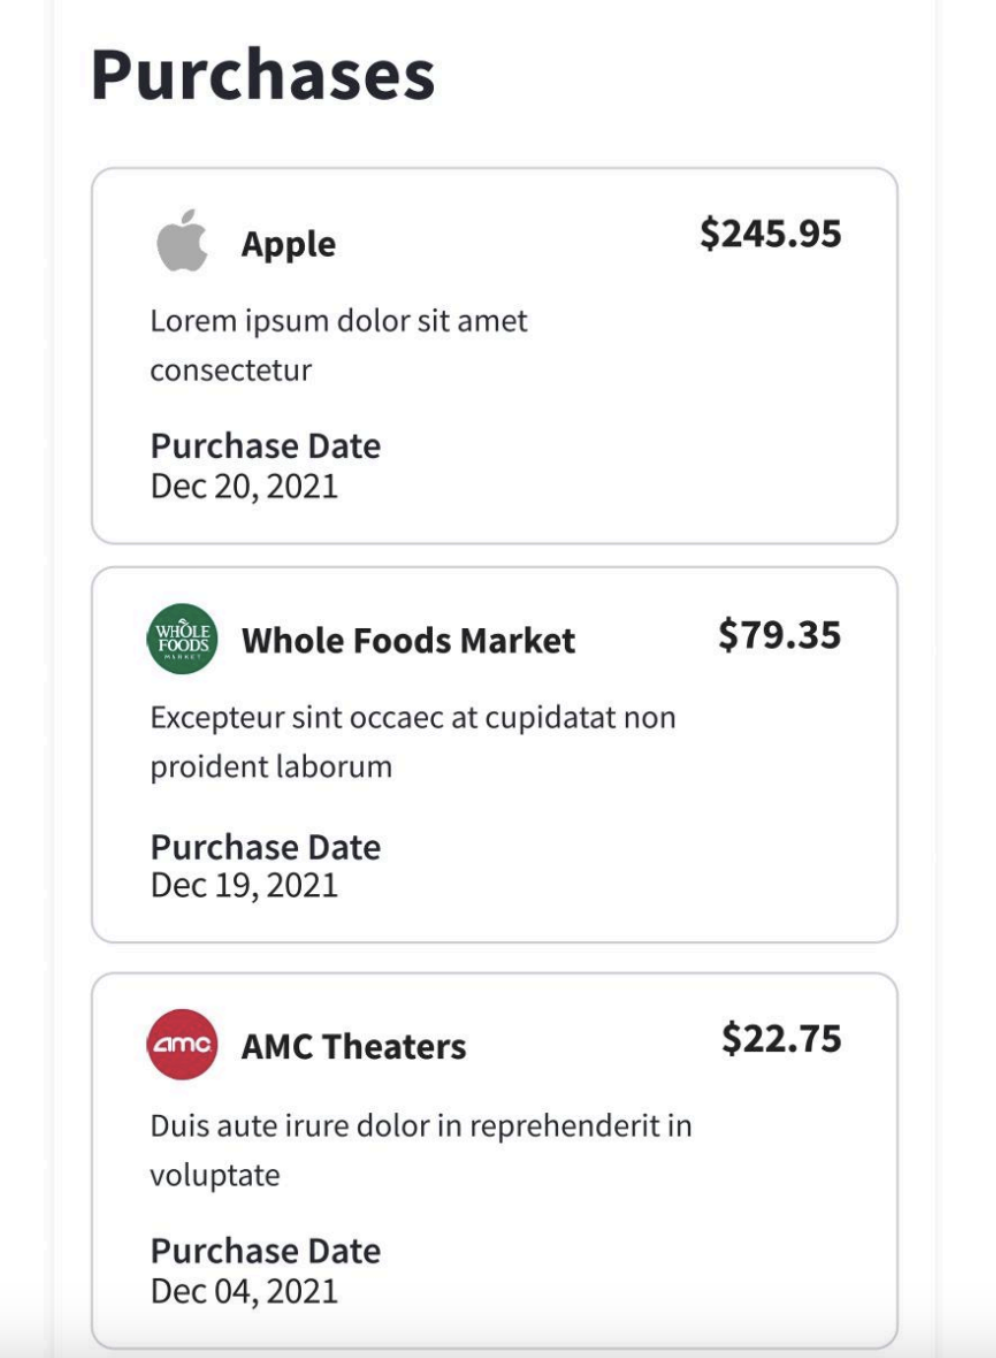 Purchases
Apple
$245.95
Lorem ipsum dolor sit amet
consectetur
Purchase Date
Dec 20, 2021
WHOLE
FOODS
MARKET
Whole Foods Market
$79.35
Excepteur sint occaec at cupidatat non
proident laborum
Purchase Date
Dec 19, 2021
amc
AMC Theaters
$22.75
Duis aute irure dolor in reprehenderit in
voluptate
Purchase Date
Dec 04, 2021